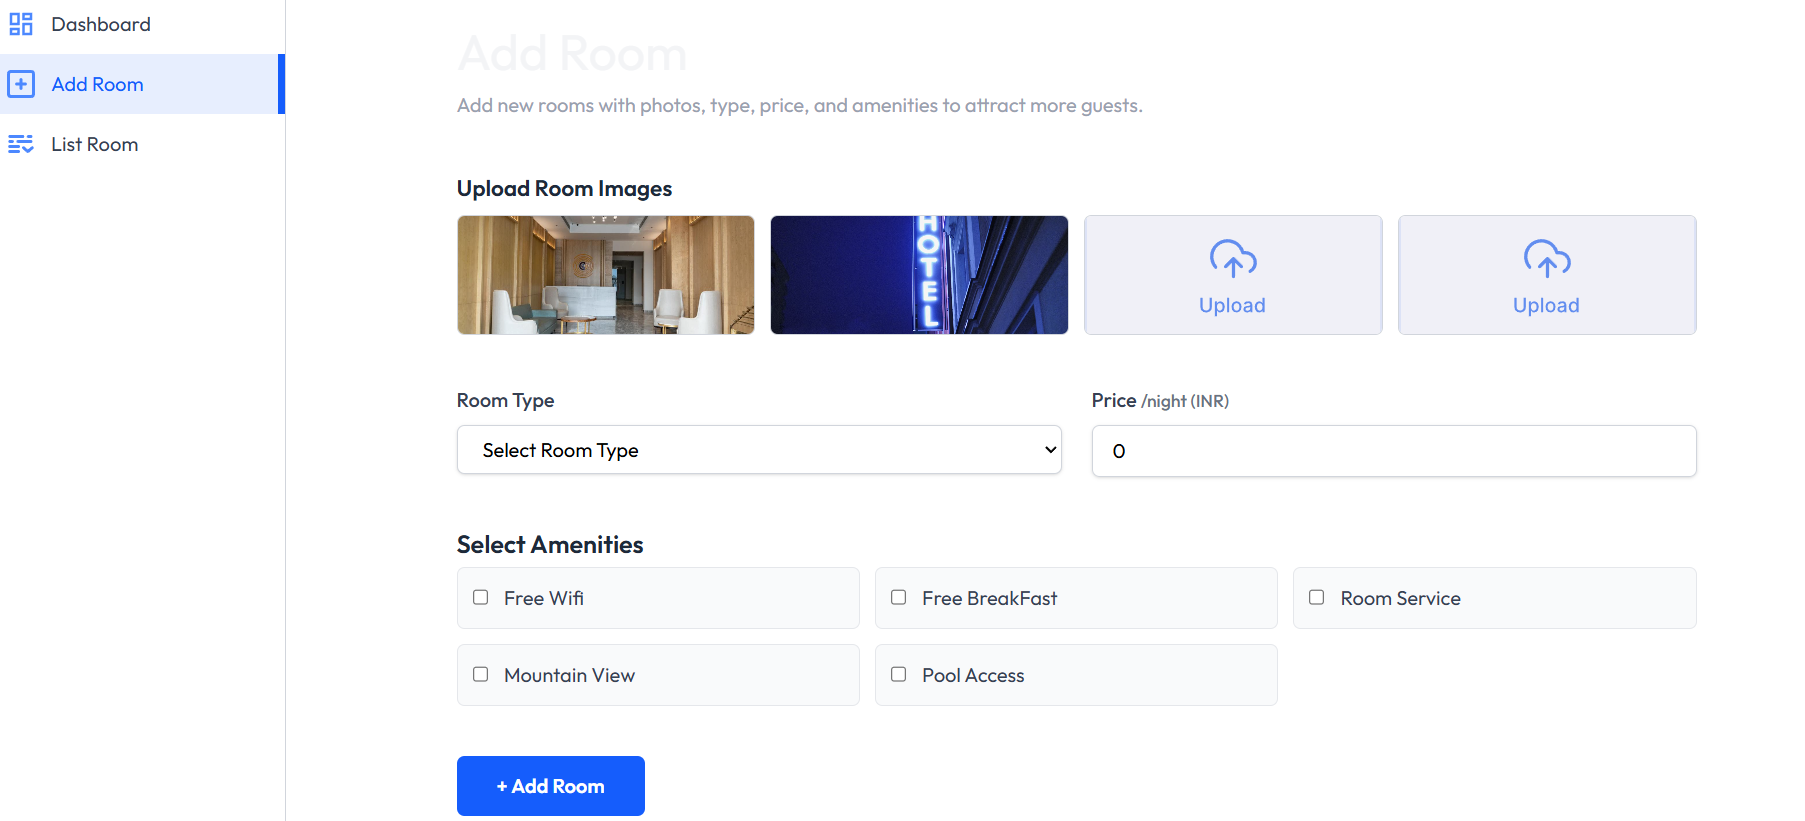 Dashboard
Add Room
List Room
Add Room
Add new rooms with photos, type, price, and amenities to attract more guests.
Upload Room Images
HOTEL
Upload
Upload
Room Type
Price /night (INR)
Select Room Type
0
Select Amenities
Free Wifi
Free BreakFast
Room Service
Mountain View
Pool Access
+ Add Room